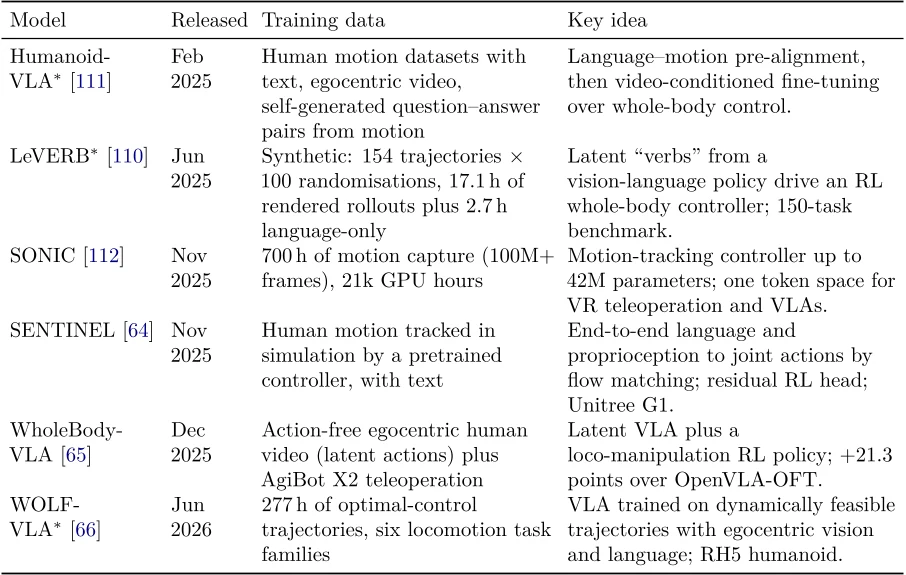 Model Released Training data Key idea
Humanoid- Feb Human motion datasets with Language–motion pre-alignment,
VLA* [111] 2025 text, egocentric video, then video-conditioned fine-tuning
self-generated question–answer over whole-body control.
pairs from motion
LeVERB* [110] Jun Synthetic: 154 trajectories × Latent “verbs” from a
2025 100 randomisations, 17.1 h of vision-language policy drive an RL
rendered rollouts plus 2.7 h whole-body controller; 150-task
language-only benchmark.
SONIC [112] Nov 700 h of motion capture (100M+ Motion-tracking controller up to
2025 frames), 21k GPU hours 42M parameters; one token space for
VR teleoperation and VLAs.
SENTINEL [64] Nov Human motion tracked in End-to-end language and
2025 simulation by a pretrained proprioception to joint actions by
controller, with text flow matching; residual RL head;
Unitree G1.
WholeBody- Dec Action-free egocentric human Latent VLA plus a
VLA [65] 2025 video (latent actions) plus loco-manipulation RL policy; +21.3
AgiBot X2 teleoperation points over OpenVLA-OFT.
WOLF- Jun 277 h of optimal-control VLA trained on dynamically feasible
VLA* [66] 2026 trajectories, six locomotion task trajectories with egocentric vision
families and language; RH5 humanoid.